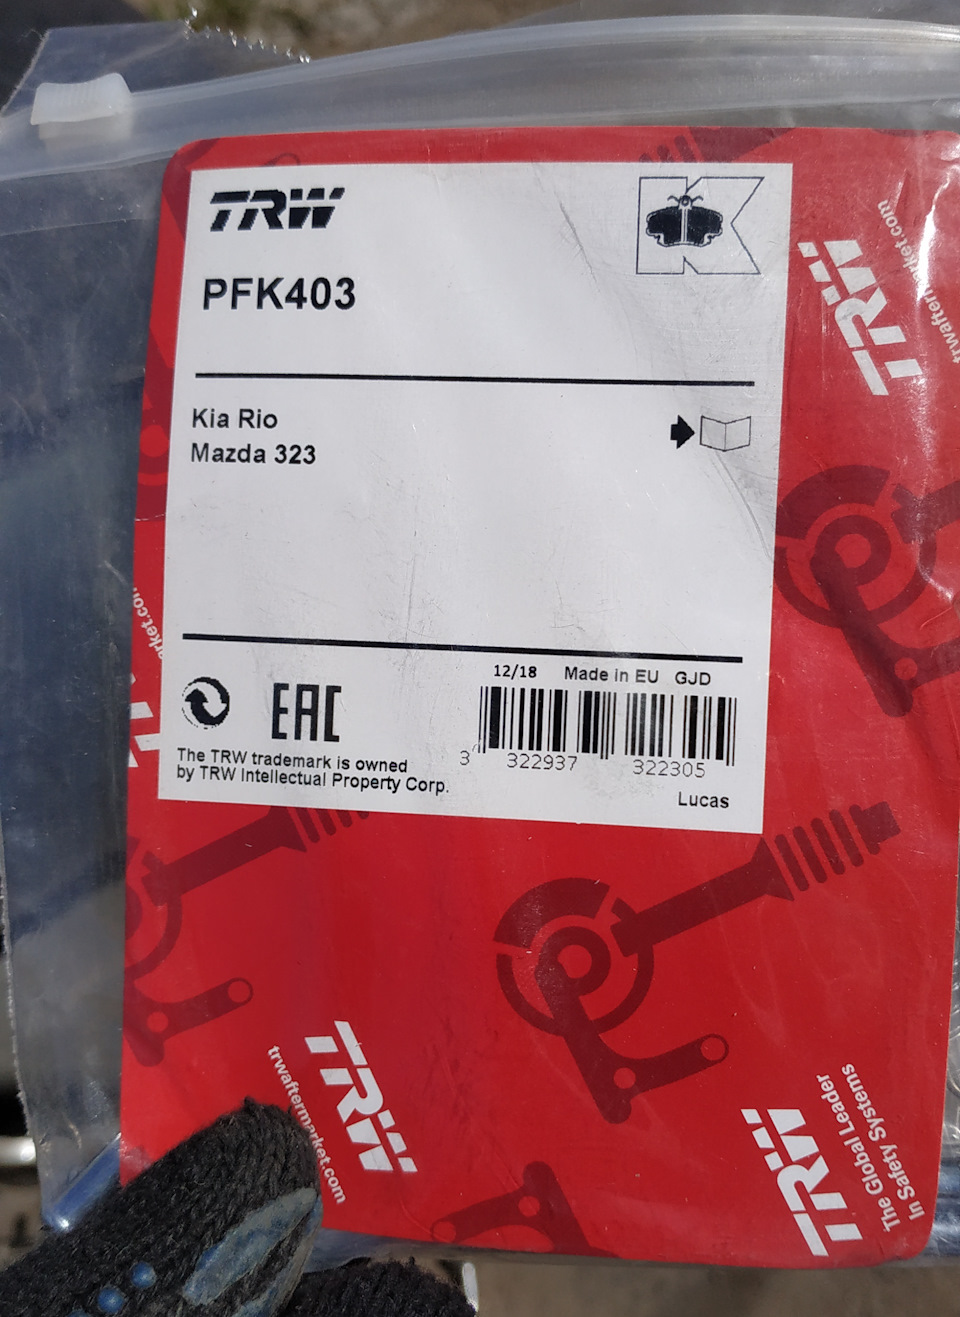 TRW
PFK403
Kia Rio
Mazda 323
12/18 Made in EU GJD
EAC
3 322937 322305
The TRW trademark is owned
by TRW Intellectual Property Corp.
Lucas
TRW
trwaftermarket.com
TRW
trwaftermarket.com
TRW
The Global Leader
In Safety Systems